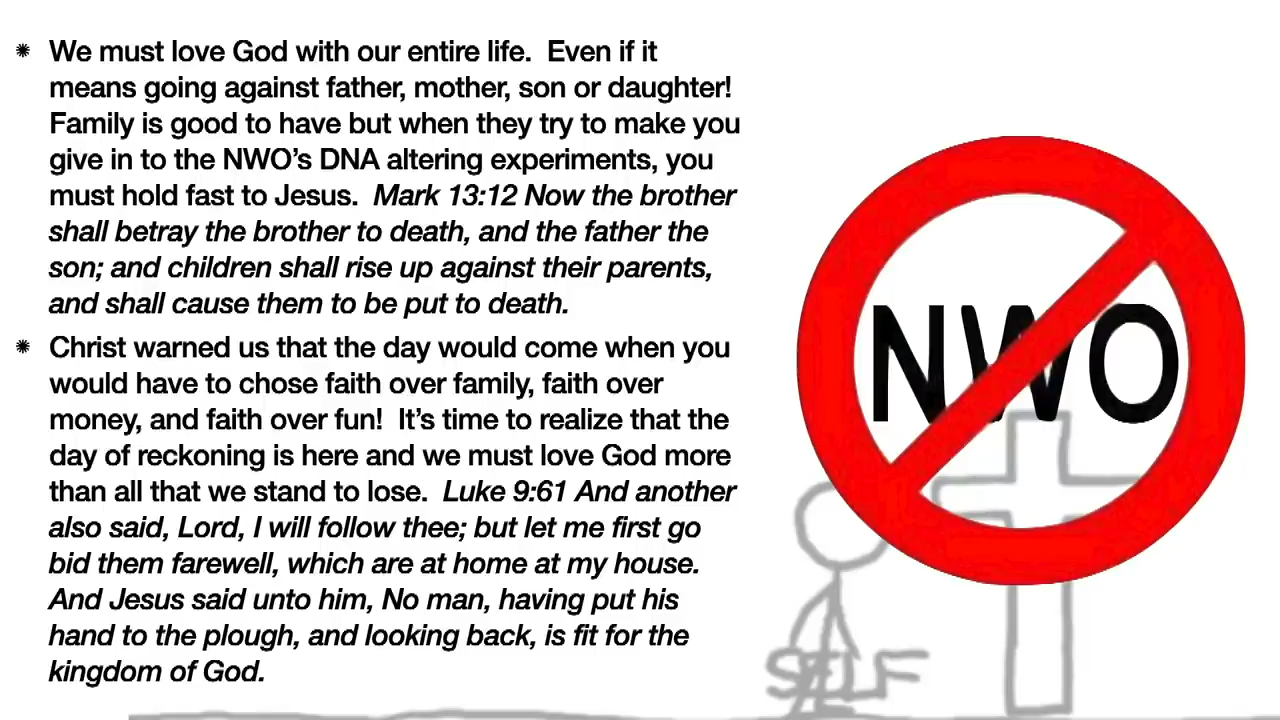 We must love God with our entire life.  Even if it
means going against father, mother, son or daughter!
Family is good to have but when they try to make you
give in to the NWO’s DNA altering experiments, you
must hold fast to Jesus.  Mark 13:12 Now the brother
shall betray the brother to death, and the father the
son; and children shall rise up against their parents,
and shall cause them to be put to death.
Christ warned us that the day would come when you
would have to chose faith over family, faith over
money, and faith over fun!  It’s time to realize that the
day of reckoning is here and we must love God more
than all that we stand to lose.  Luke 9:61 And another
also said, Lord, I will follow thee; but let me first go
bid them farewell, which are at home at my house.
And Jesus said unto him, No man, having put his
hand to the plough, and looking back, is fit for the
kingdom of God.
NWO
SELF